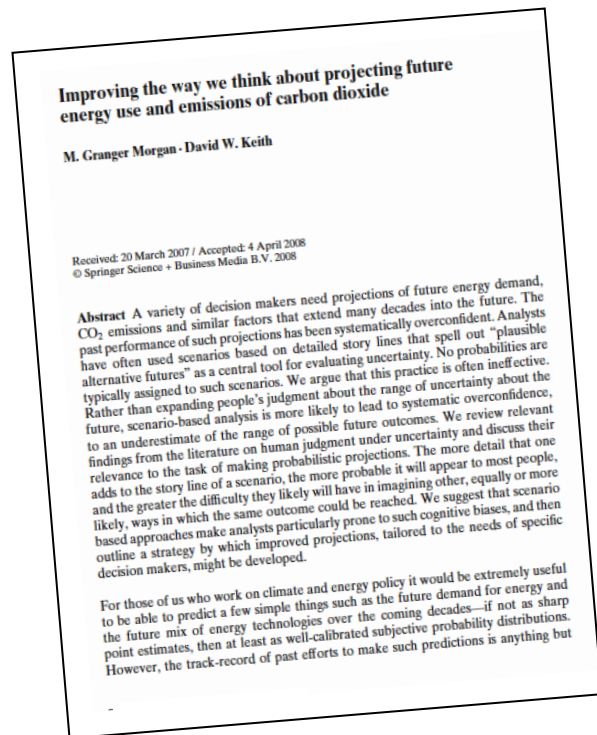 Improving the way we think about projecting future
energy use and emissions of carbon dioxide
M. Granger Morgan · David W. Keith
Received: 20 March 2007 / Accepted: 4 April 2008
© Springer Science + Business Media B.V. 2008
Abstract A variety of decision makers need projections of future energy demand,
CO₂ emissions and similar factors that extend many decades into the future. The
past performance of such projections has been systematically overconfident. Analysts
have often used scenarios based on detailed story lines that spell out “plausible
alternative futures” as a central tool for evaluating uncertainty. No probabilities are
typically assigned to such scenarios. We argue that this practice is often ineffective.
Rather than expanding people's judgment about the range of uncertainty about the
future, scenario-based analysis is more likely to lead to systematic overconfidence,
to an underestimate of the range of possible future outcomes. We review relevant
findings from the literature on human judgment under uncertainty and discuss their
relevance to the task of making probabilistic projections. The more detail that one
adds to the story line of a scenario, the more probable it will appear to most people,
and the greater the difficulty they likely will have in imagining other, equally or more
likely, ways in which the same outcome could be reached. We suggest that scenario
based approaches make analysts particularly prone to such cognitive biases, and then
outline a strategy by which improved projections, tailored to the needs of specific
decision makers, might be developed.
For those of us who work on climate and energy policy it would be extremely useful
to be able to predict a few simple things such as the future demand for energy and
the future mix of energy technologies over the coming decades—if not as sharp
point estimates, then at least as well-calibrated subjective probability distributions.
However, the track-record of past efforts to make such predictions is anything but